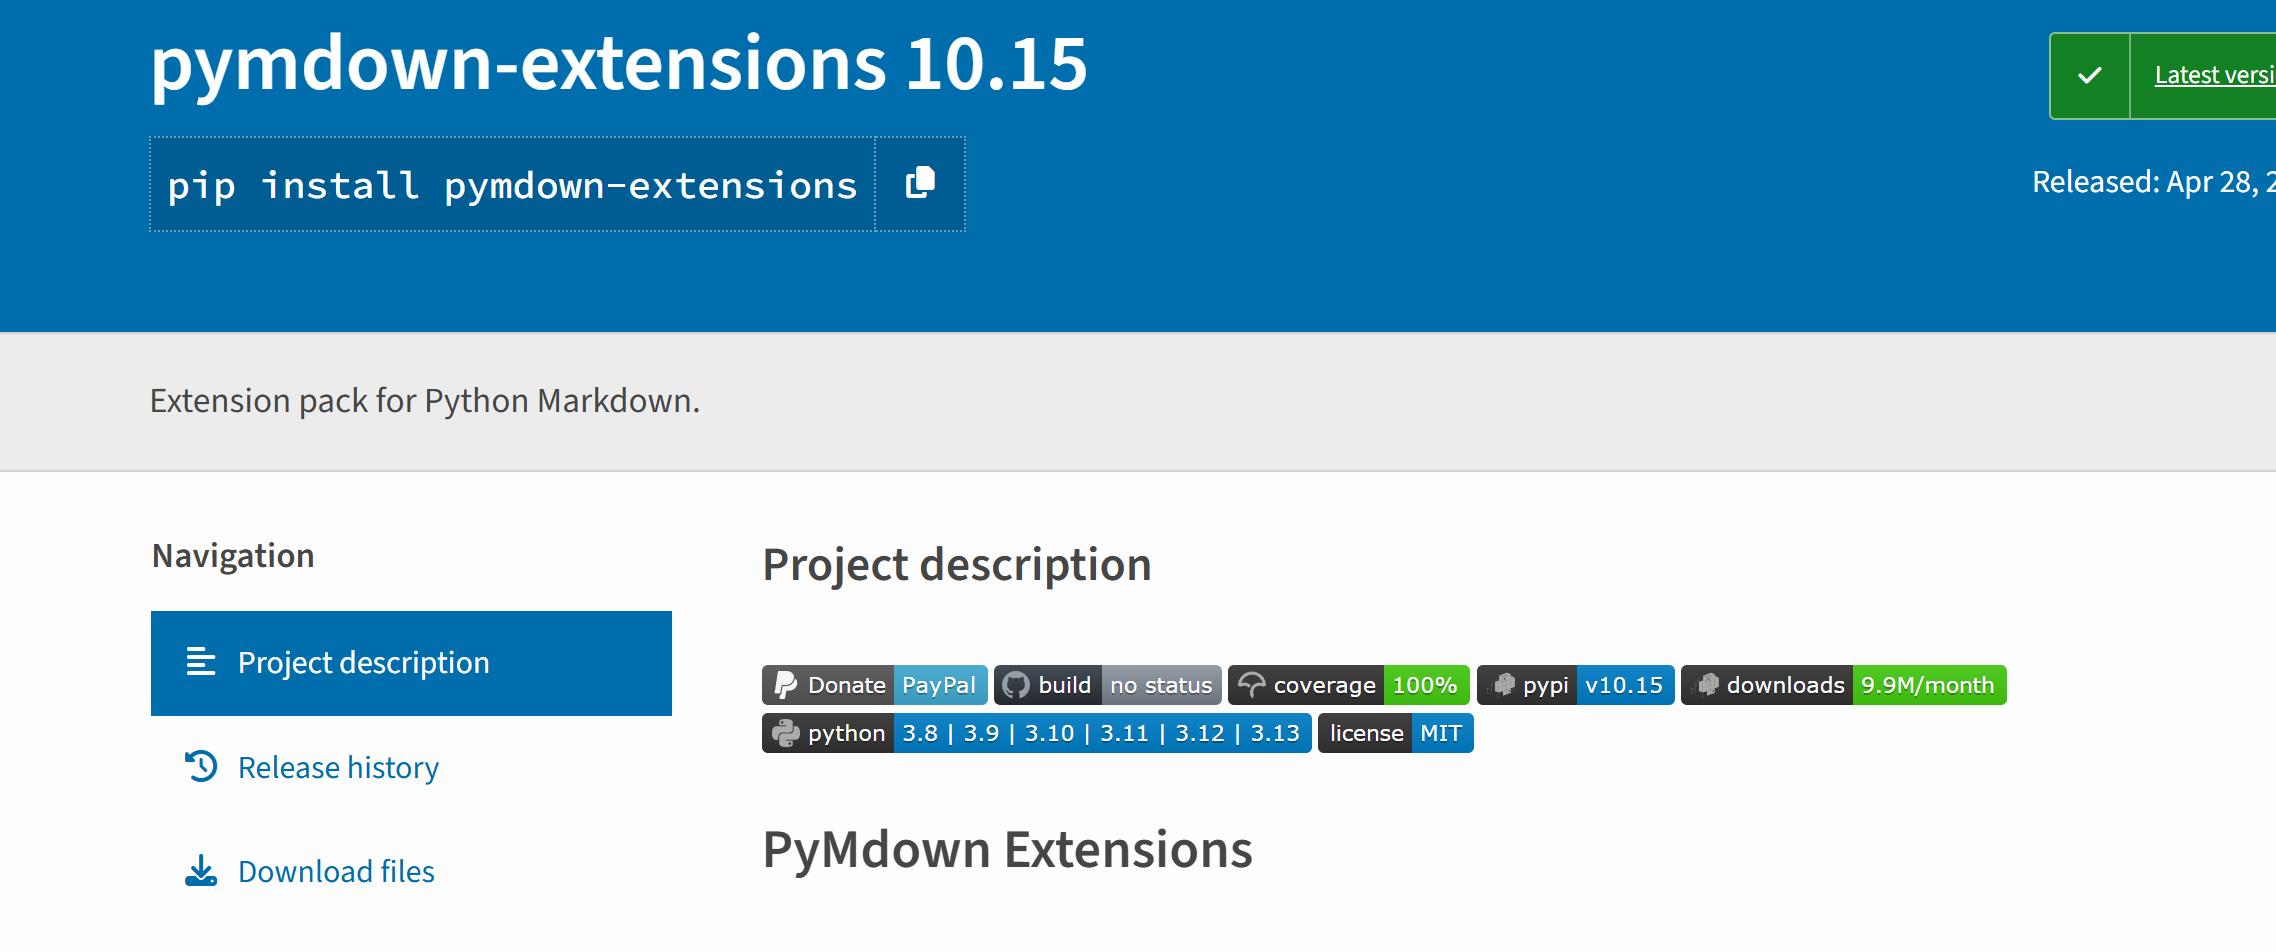 pymdown-extensions 10.15
Latest versi
pip install pymdown-extensions
Released: Apr 28, 2
Extension pack for Python Markdown.
Navigation
Project description
Release history
Download files
Project description
Donate PayPal build no status coverage 100% pypi v10.15 downloads 9.9M/month
python 3.8 | 3.9 | 3.10 | 3.11 | 3.12 | 3.13 license MIT
PyMdown Extensions